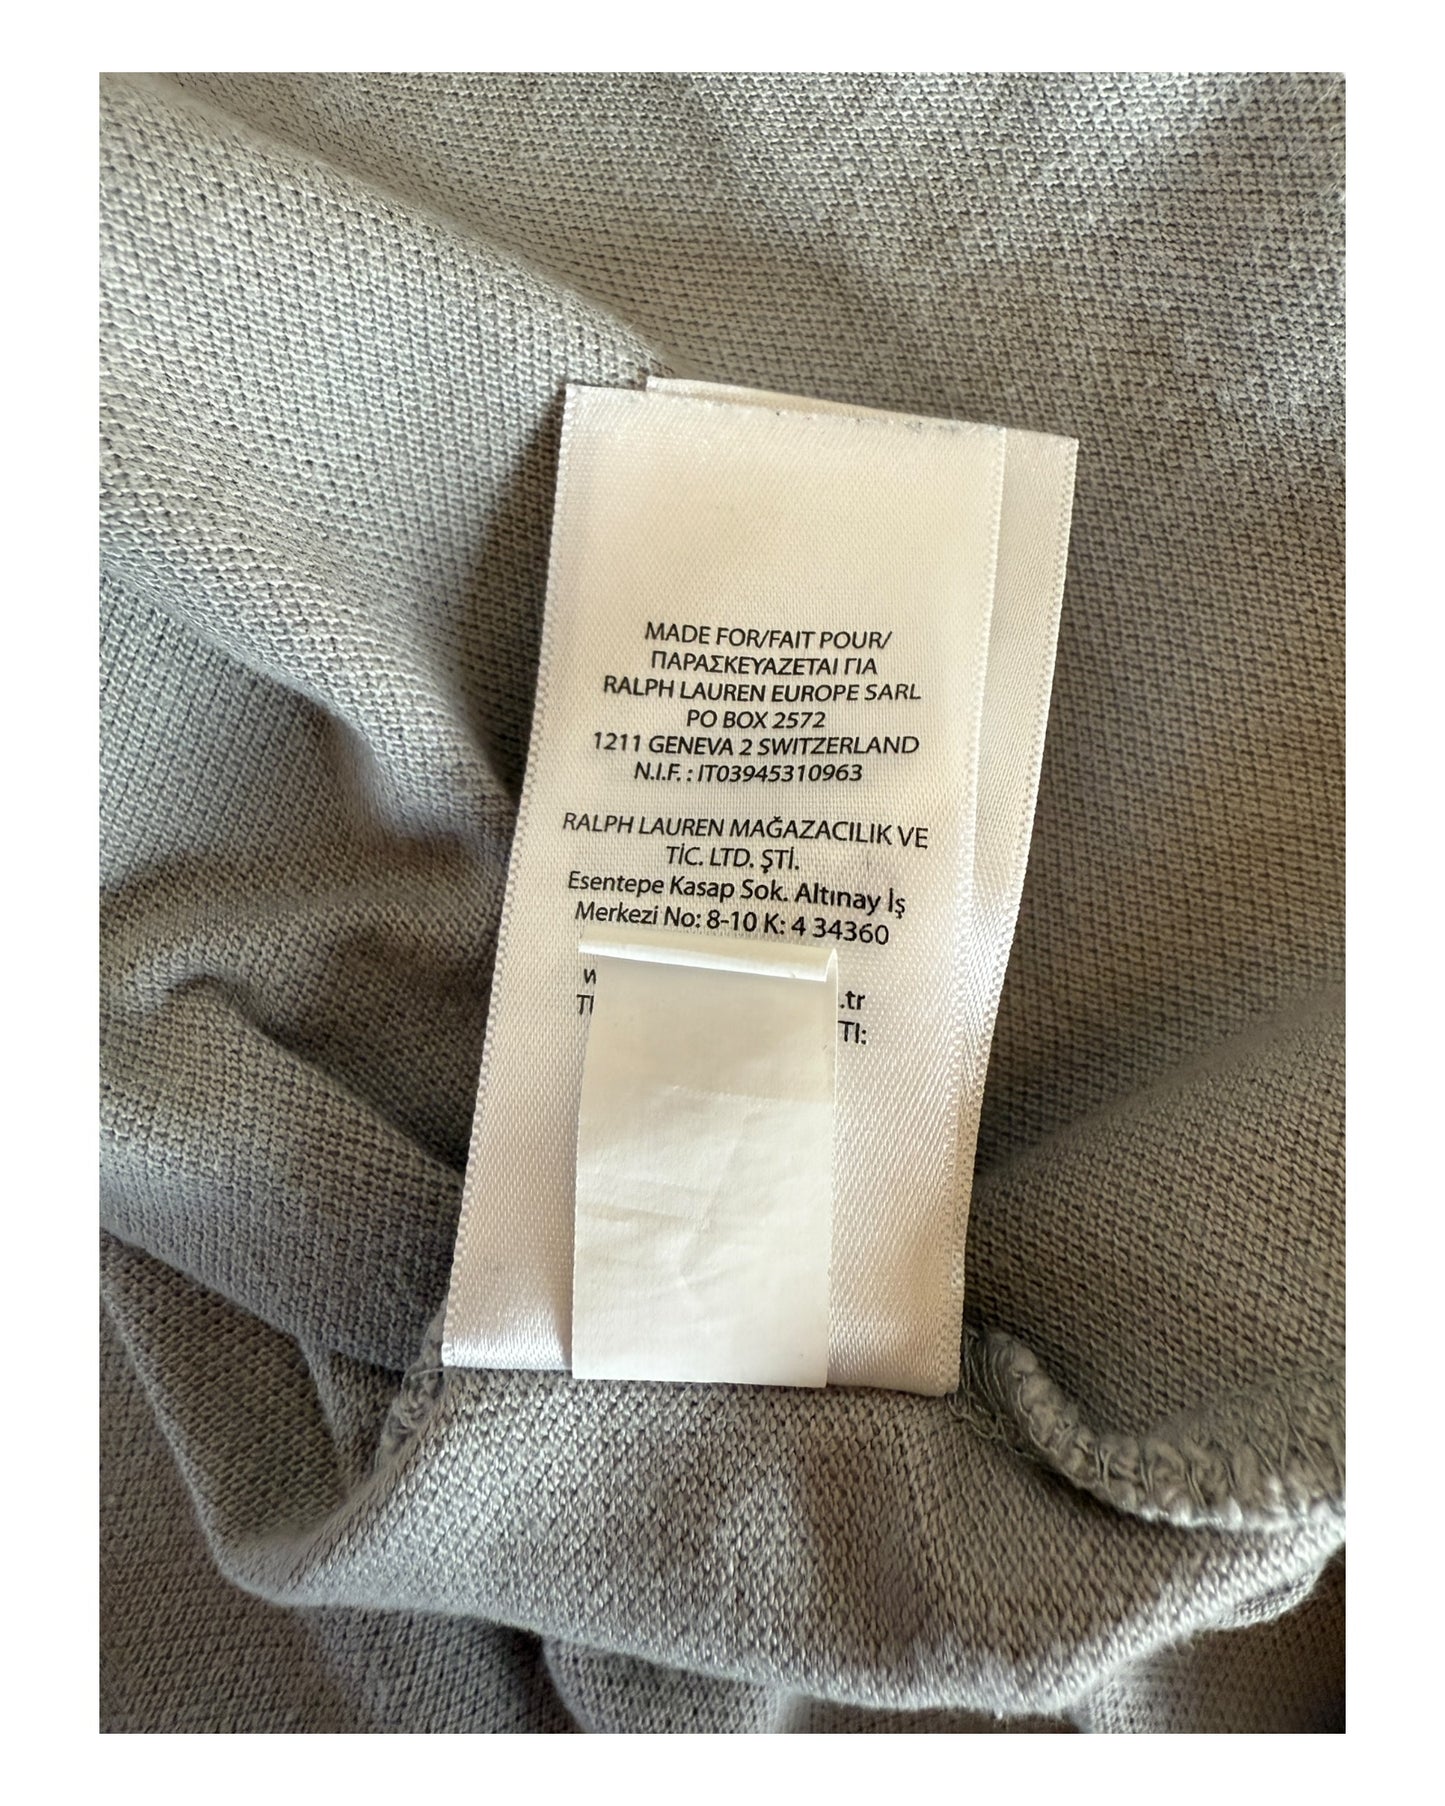 MADE FOR/FAIT POUR/
ΠΑΡΑΣΚΕΥΑΖΕΤΑΙ ΓΙΑ
RALPH LAUREN EUROPE SARL
PO BOX 2572
1211 GENEVA 2 SWITZERLAND
N.I.F. : IT03945310963
RALPH LAUREN MAĞAZACILIK VE
TİC. LTD. ŞTİ.
Esentepe Kasap Sok. Altınay İş
Merkezi No: 8-10 K: 4 34360
.tr